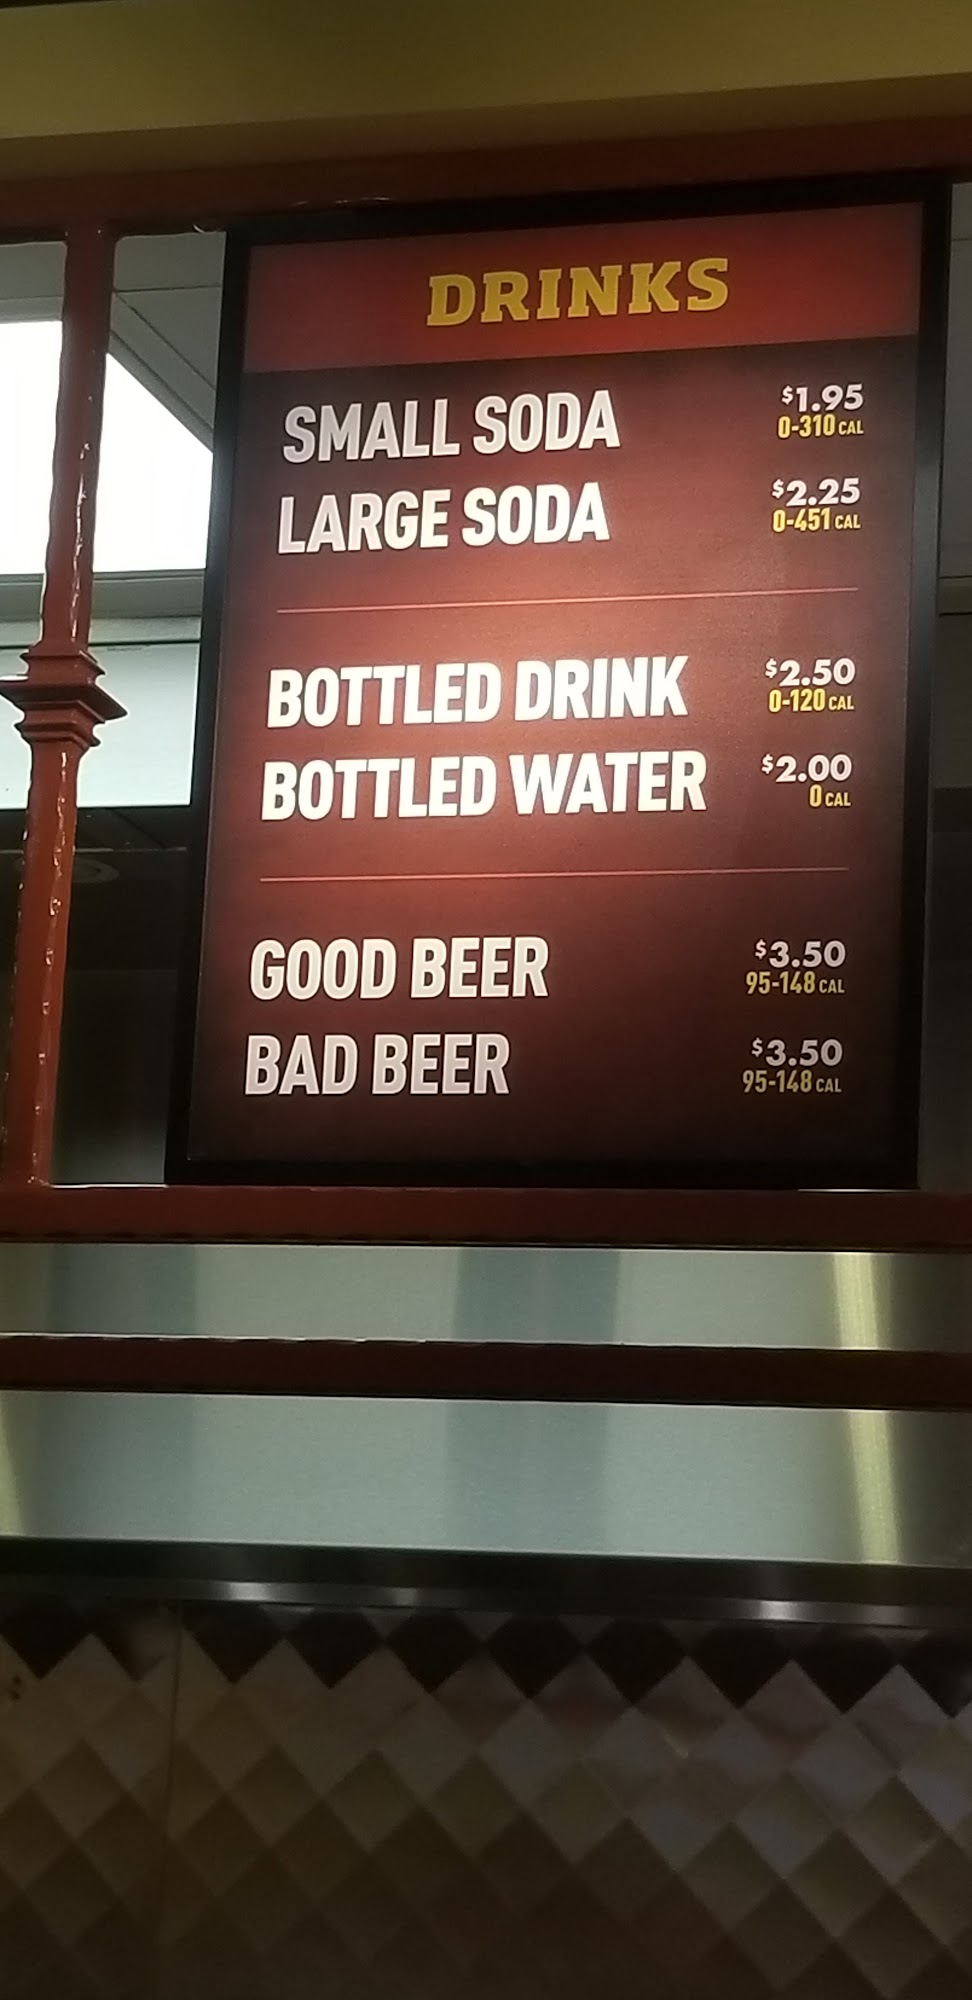 DRINKS
SMALL SODA $1.95
0-310 CAL
LARGE SODA $2.25
0-451 CAL
BOTTLED DRINK $2.50
0-120 CAL
BOTTLED WATER $2.00
0 CAL
GOOD BEER $3.50
95-148 CAL
BAD BEER $3.50
95-148 CAL